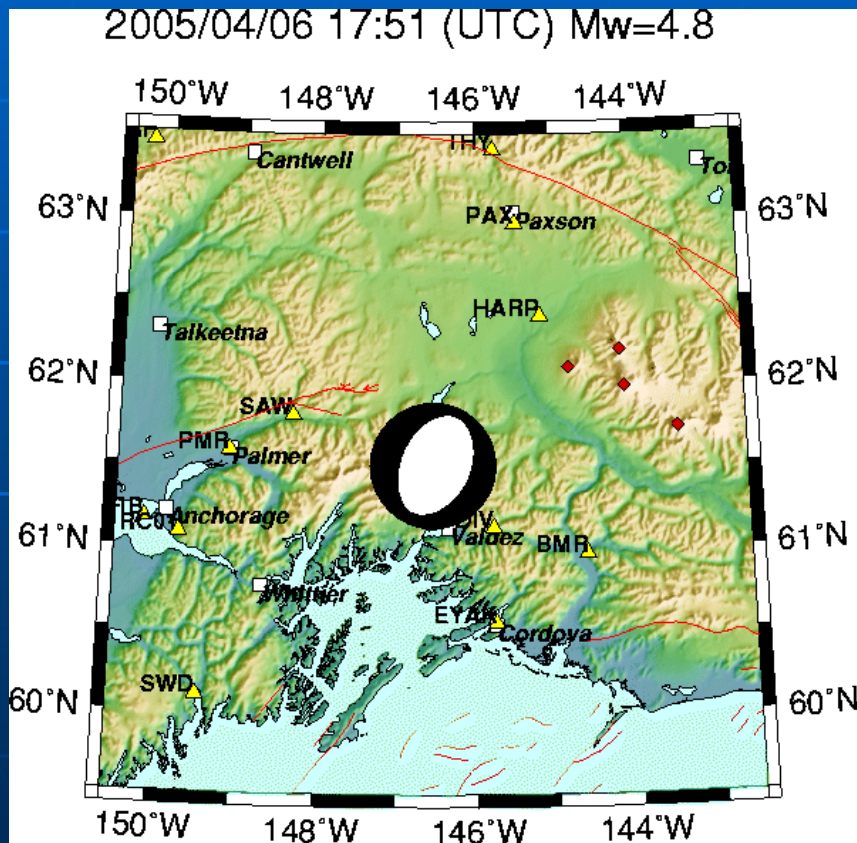 2005/04/06 17:51 (UTC) Mw=4.8
150°W 148°W 146°W 144°W
THY
Cantwell
63°N 63°N
PAX Paxson
HARP
Talkeetna
62°N 62°N
SAW
PMR
Palmer
Anchorage
61°N 61°N
Valdez
BMR
Whittier
EYAK
Cordova
SWD
60°N 60°N
150°W 148°W 146°W 144°W